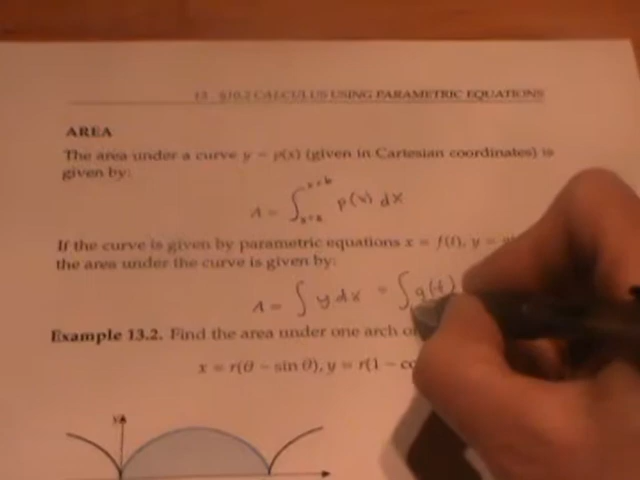 13 §10.2 CALCULUS USING PARAMETRIC EQUATIONS
AREA
The area under a curve y = p(x) (given in Cartesian coordinates) is
given by:
A = ∫ₓ₌ₐˣ⁼ᵇ p(x) dx
If the curve is given by parametric equations x = f(t), y =
the area under the curve is given by:
A = ∫ y dx = ∫ g(t)
Example 13.2. Find the area under one arch
x = r(θ − sin θ), y = r(1 −
y